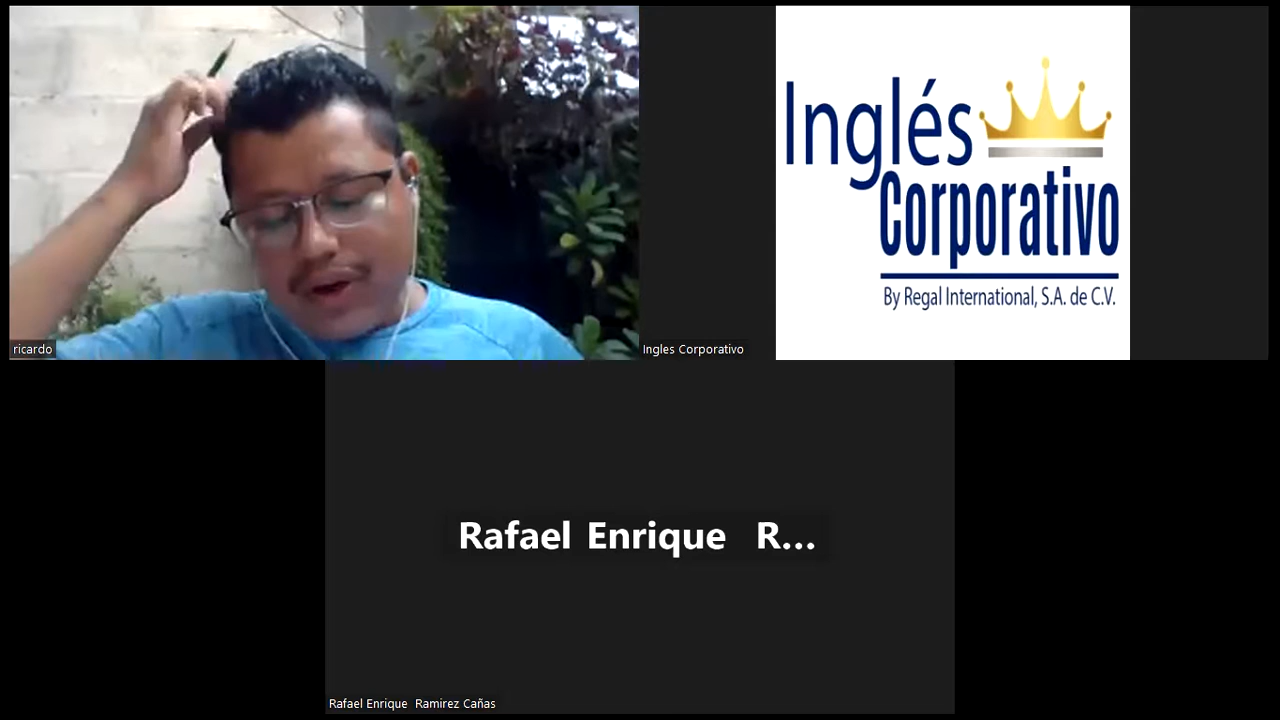 Inglés
Corporativo
By Regal International, S.A. de C.V.
ricardo
Ingles Corporativo
Rafael Enrique R...
Rafael Enrique Ramirez Cañas